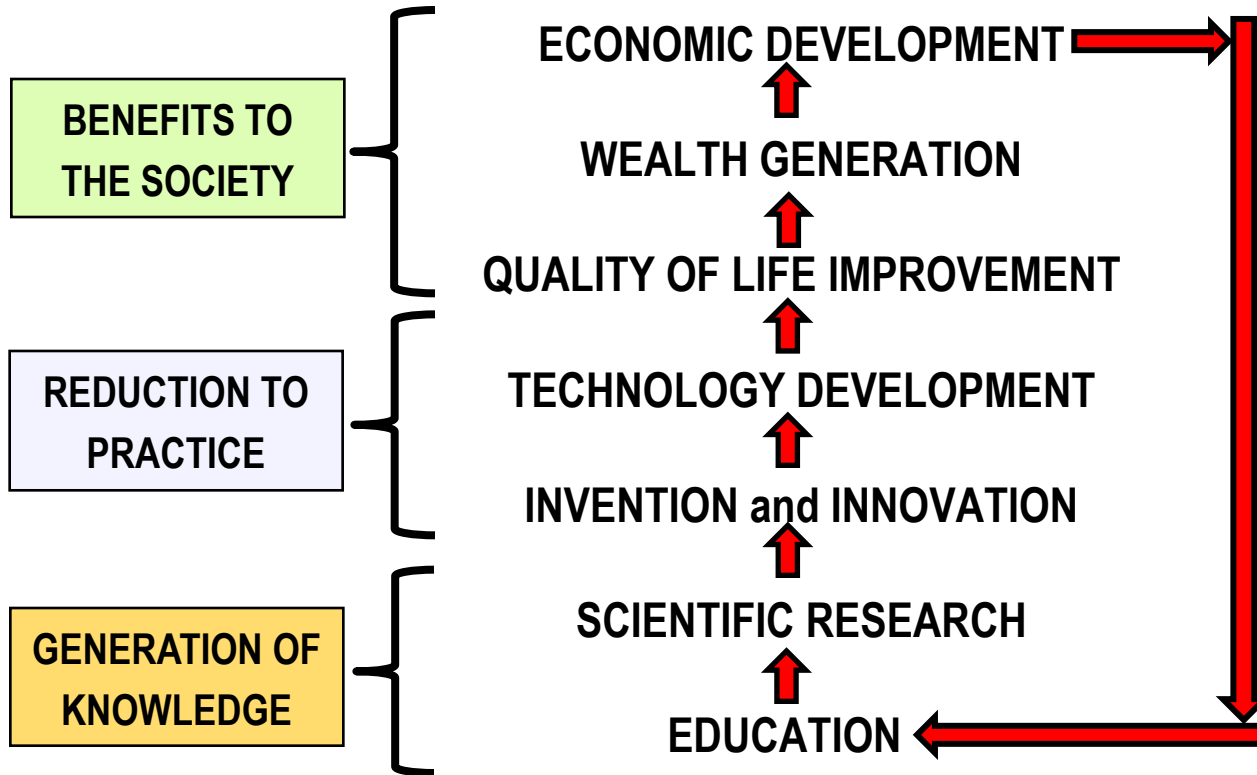 ECONOMIC DEVELOPMENT
BENEFITS TO
THE SOCIETY
WEALTH GENERATION
QUALITY OF LIFE IMPROVEMENT
REDUCTION TO
PRACTICE
TECHNOLOGY DEVELOPMENT
INVENTION and INNOVATION
GENERATION OF
KNOWLEDGE
SCIENTIFIC RESEARCH
EDUCATION